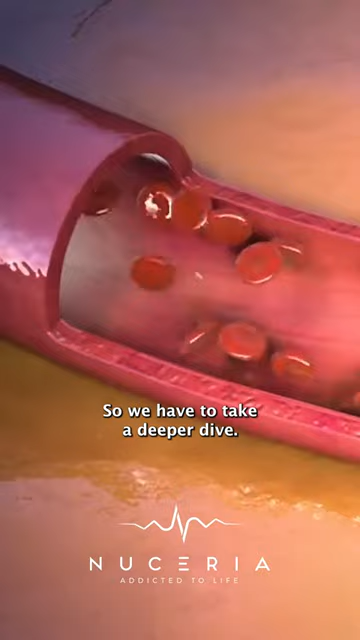 So we have to take
a deeper dive.
NUCERIA
ADDICTED TO LIFE